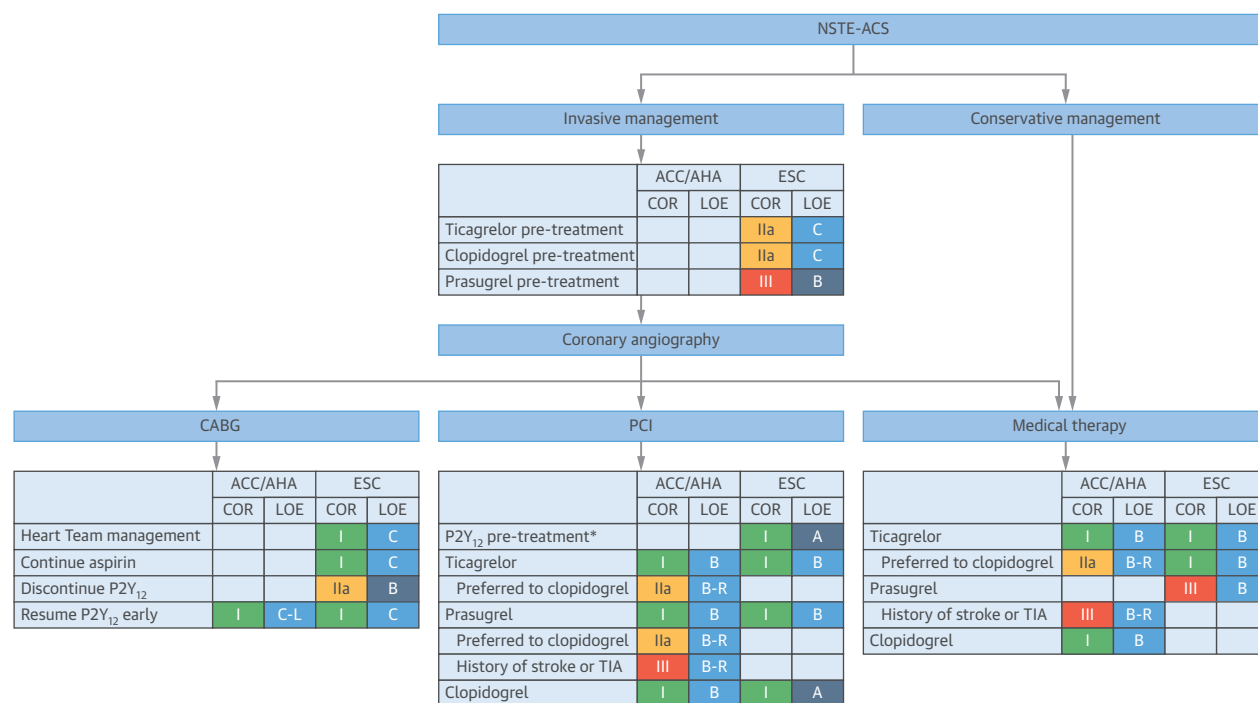 NSTE-ACS
Invasive management
Conservative management
ACC/AHA ESC
COR LOE COR LOE
Ticagrelor pre-treatment IIa C
Clopidogrel pre-treatment IIa C
Prasugrel pre-treatment III B
Coronary angiography
CABG
ACC/AHA ESC
COR LOE COR LOE
Heart Team management I C
Continue aspirin I C
Discontinue P2Y₁₂ IIa B
Resume P2Y₁₂ early I C-L I C
PCI
ACC/AHA ESC
COR LOE COR LOE
P2Y₁₂ pre-treatment* I A
Ticagrelor I B I B
Preferred to clopidogrel IIa B-R
Prasugrel I B I B
Preferred to clopidogrel IIa B-R
History of stroke or TIA III B-R
Clopidogrel I B I A
Medical therapy
ACC/AHA ESC
COR LOE COR LOE
Ticagrelor I B I B
Preferred to clopidogrel IIa B-R I B
Prasugrel III B
History of stroke or TIA III B-R
Clopidogrel I B